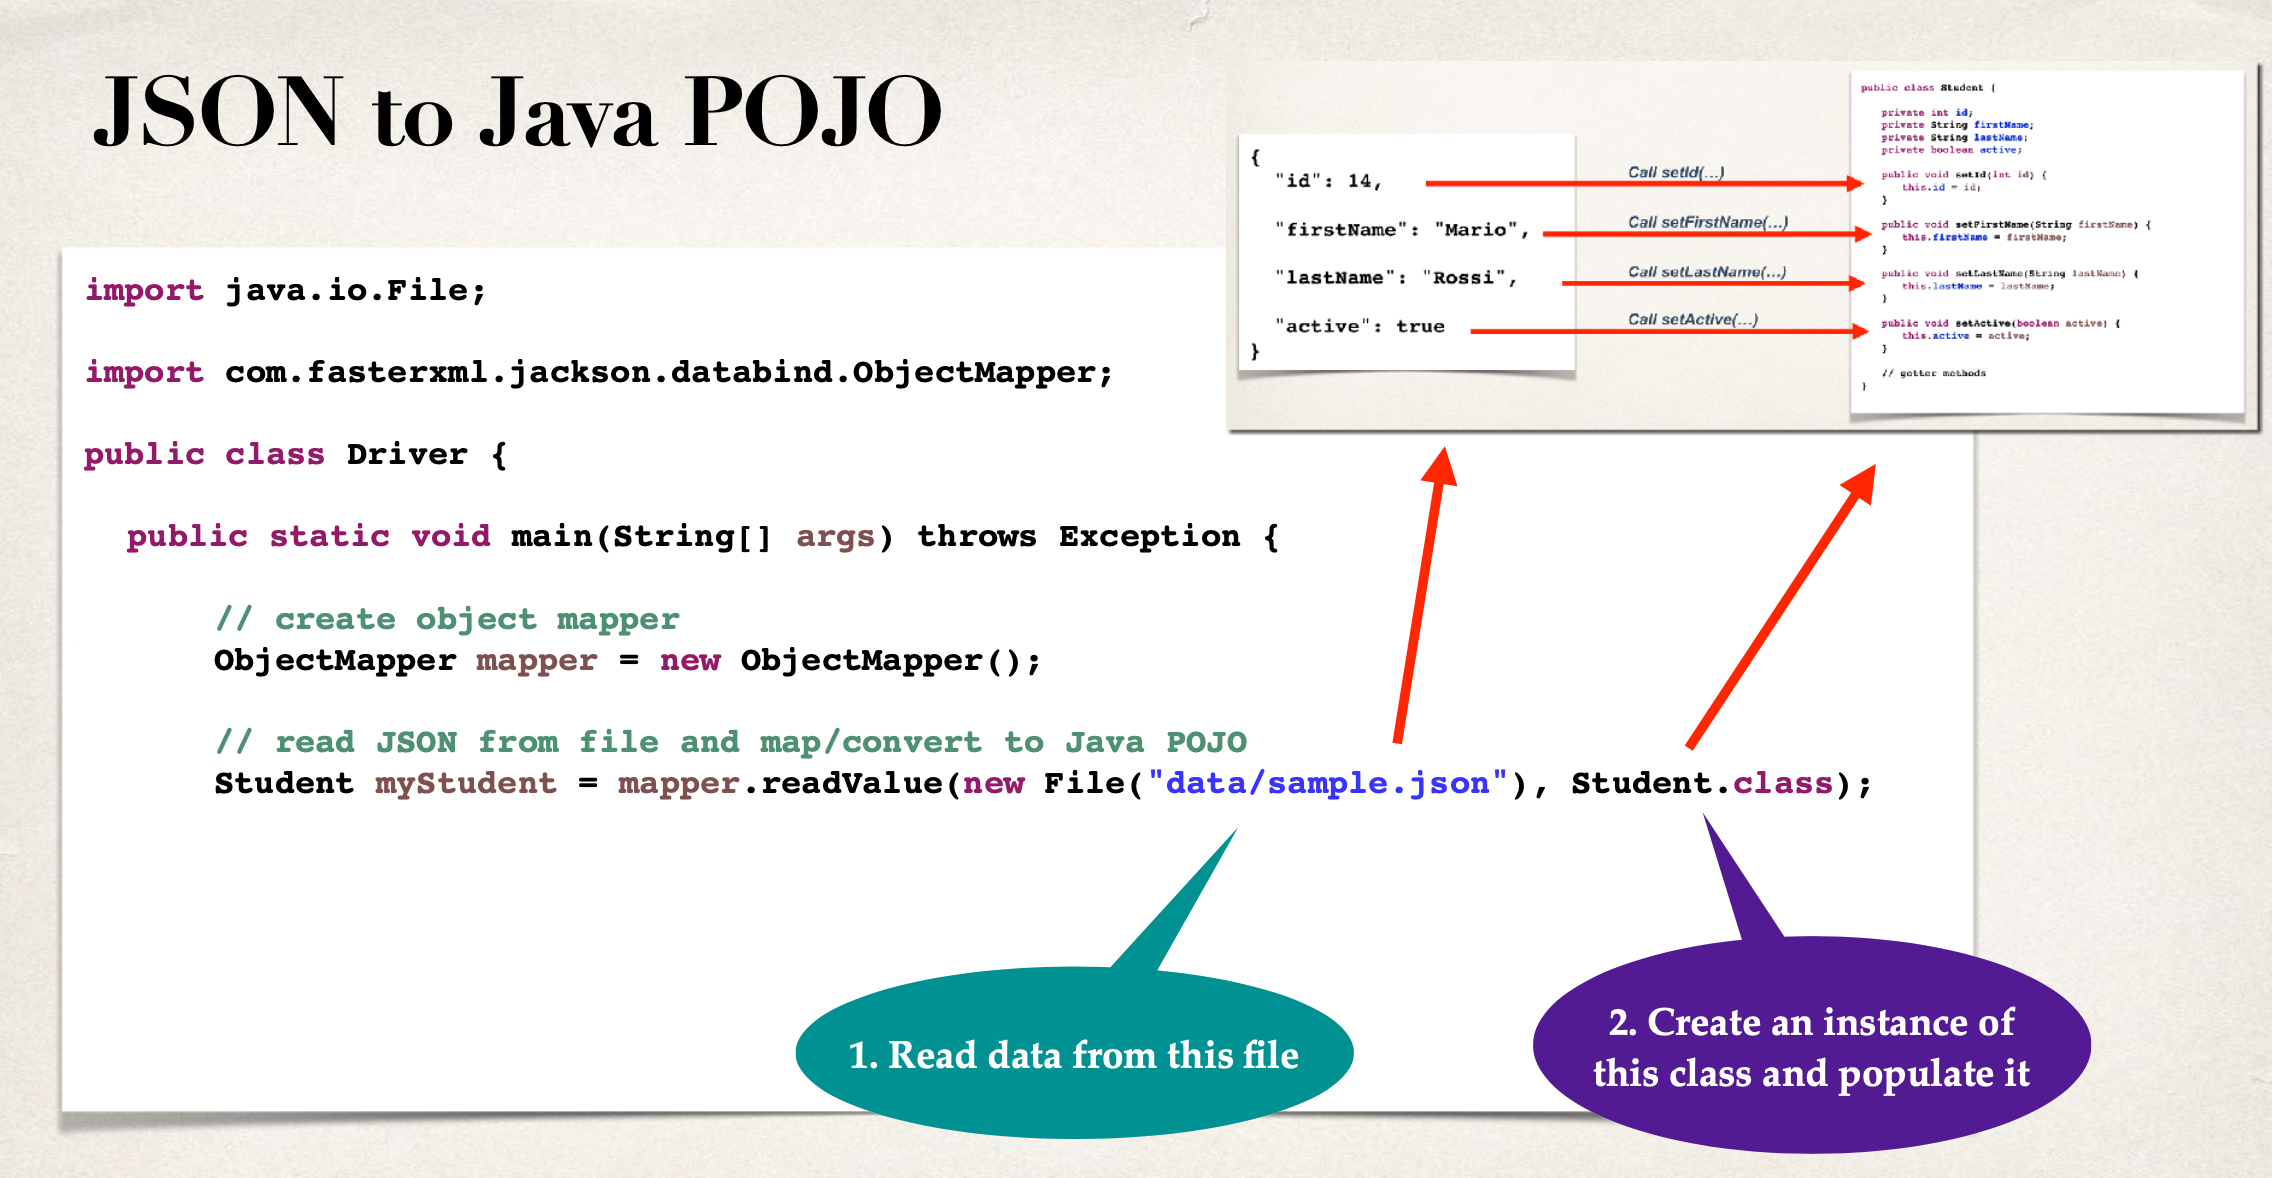 JSON to Java POJO
import java.io.File;
import com.fasterxml.jackson.databind.ObjectMapper;
public class Driver {
public static void main(String[] args) throws Exception {
// create object mapper
ObjectMapper mapper = new ObjectMapper();
// read JSON from file and map/convert to Java POJO
Student myStudent = mapper.readValue(new File("data/sample.json"), Student.class);
{
"id": 14,
"firstName": "Mario",
"lastName": "Rossi",
"active": true
}
Call setId(...)
Call setFirstName(...)
Call setLastName(...)
Call setActive(...)
public class Student {
private int id;
private String firstName;
private String lastName;
private boolean active;
public void setId(int id) {
this.id = id;
}
public void setFirstName(String firstName) {
this.firstName = firstName;
}
public void setLastName(String lastName) {
this.lastName = lastName;
}
public void setActive(boolean active) {
this.active = active;
}
// getter methods
}
1. Read data from this file
2. Create an instance of
this class and populate it